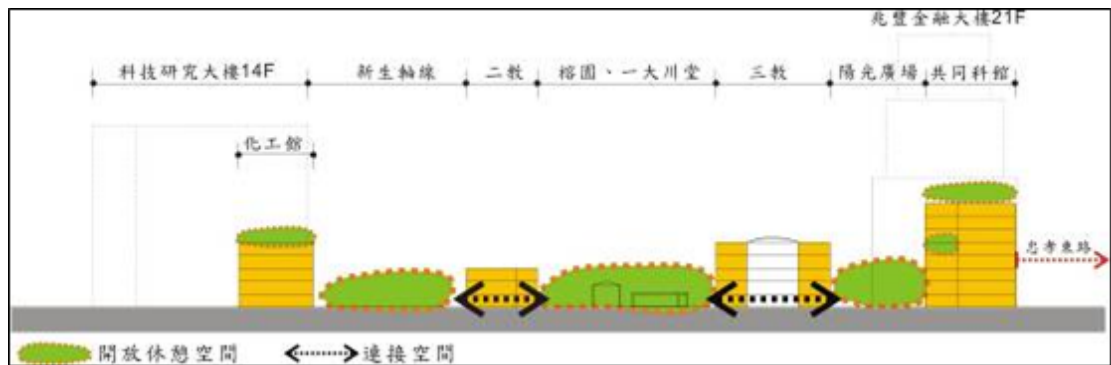 兆豐金融大樓21F
科技研究大樓14F 新生軸線 二教 榕園、一大川堂 三教 陽光廣場 共同科館
化工館
忠孝東路
開放休憩空間 連接空間